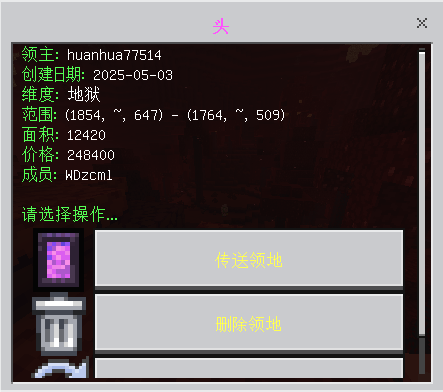 头
领主: huanhua77514
创建日期: 2025-05-03
维度: 地狱
范围: (1854, ~, 647) - (1764, ~, 509)
面积: 12420
价格: 248400
成员: WDzcml
请选择操作...
传送领地
删除领地